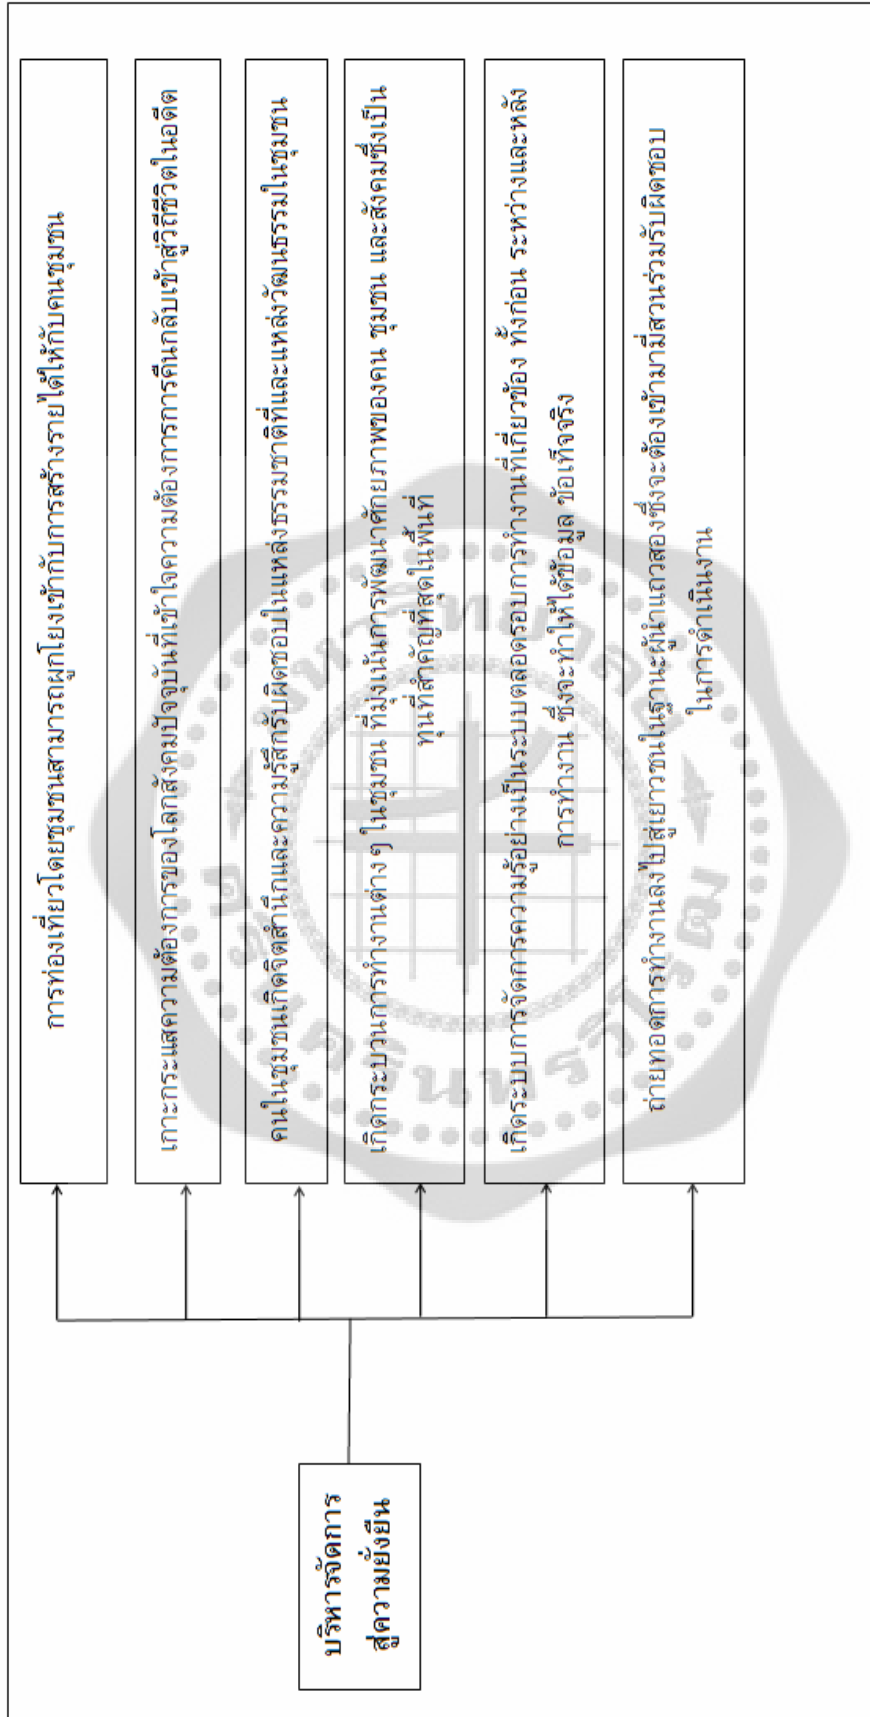 บริหารจัดการ
สู่ความยั่งยืน
การท่องเที่ยวโดยชุมชนสามารถผูกโยงเข้ากับการสร้างรายได้ให้กับคนชุมชน
เกาะกระแสความต้องการของโลกสังคมปัจจุบันที่เข้าใจความต้องการการคืนกลับเข้าสู่วิถีชีวิตในอดีต
คนในชุมชนเกิดจิตสำนึกและความรู้สึกรับผิดชอบในแหล่งธรรมชาติที่และแหล่งวัฒนธรรมในชุมชน
เกิดกระบวนการทำงานต่าง ๆ ในชุมชน ที่มุ่งเน้นการพัฒนาศักยภาพของคน ชุมชน และสังคมซึ่งเป็น
ทุนที่สำคัญที่สุดในพื้นที่
เกิดระบบการจัดการความรู้อย่างเป็นระบบตลอดรอบการทำงานที่เกี่ยวข้อง ทั้งก่อน ระหว่างและหลัง
การทำงาน ซึ่งจะทำให้ได้ข้อมูล ข้อเท็จจริง
ถ่ายทอดการทำงานลงไปสู่เยาวชนในฐานะผู้นำแถวสองซึ่งจะต้องเข้ามามีส่วนร่วมรับผิดชอบ
ในการดำเนินงาน
มหาวิทยาลัย
ศรีนครินทรวิโรฒ